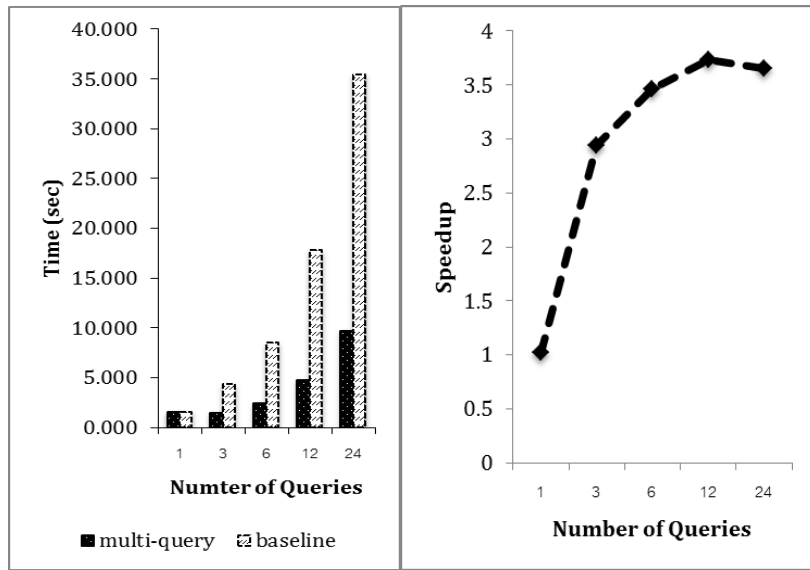 40.000
35.000
30.000
25.000
20.000
15.000
10.000
5.000
0.000
Time (sec)
1 3 6 12 24
Numter of Queries
multi-query baseline
4
3.5
3
2.5
2
1.5
1
0.5
0
Speedup
1 3 6 12 24
Number of Queries